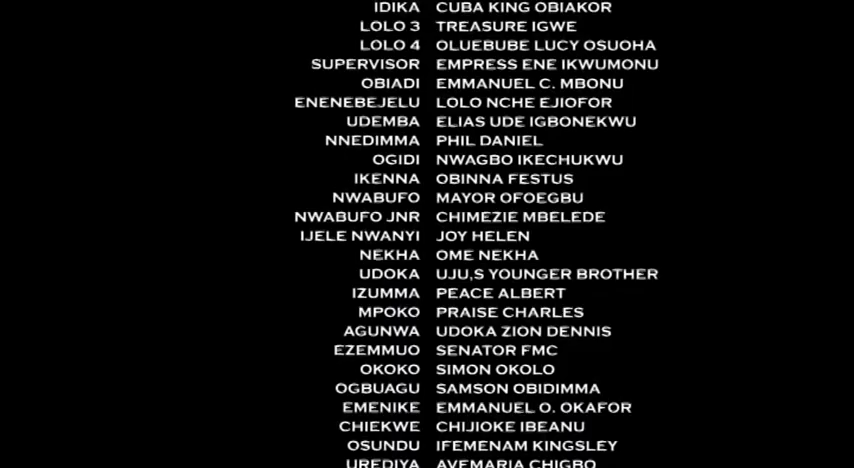 IDIKA CUBA KING OBIAKOR
LOLO 3 TREASURE IGWE
LOLO 4 OLUEBUBE LUCY OSUOHA
SUPERVISOR EMPRESS ENE IKWUMONU
OBIADI EMMANUEL C. MBONU
ENENEBEJELU LOLO NCHE EJIOFOR
UDEMBA ELIAS UDE IGBONEKWU
NNEDIMMA PHIL DANIEL
OGIDI NWAGBO IKECHUKWU
IKENNA OBINNA FESTUS
NWABUFO MAYOR OFOEGBU
NWABUFO JNR CHIMEZIE MBELEDE
IJELE NWANYI JOY HELEN
NEKHA OME NEKHA
UDOKA UJU,S YOUNGER BROTHER
IZUMMA PEACE ALBERT
MPOKO PRAISE CHARLES
AGUNWA UDOKA ZION DENNIS
EZEMMUO SENATOR FMC
OKOKO SIMON OKOLO
OGBUAGU SAMSON OBIDIMMA
EMENIKE EMMANUEL O. OKAFOR
CHIEKWE CHIJIOKE IBEANU
OSUNDU IFEMENAM KINGSLEY
UREDIYA AVEMARIA CHIGBO